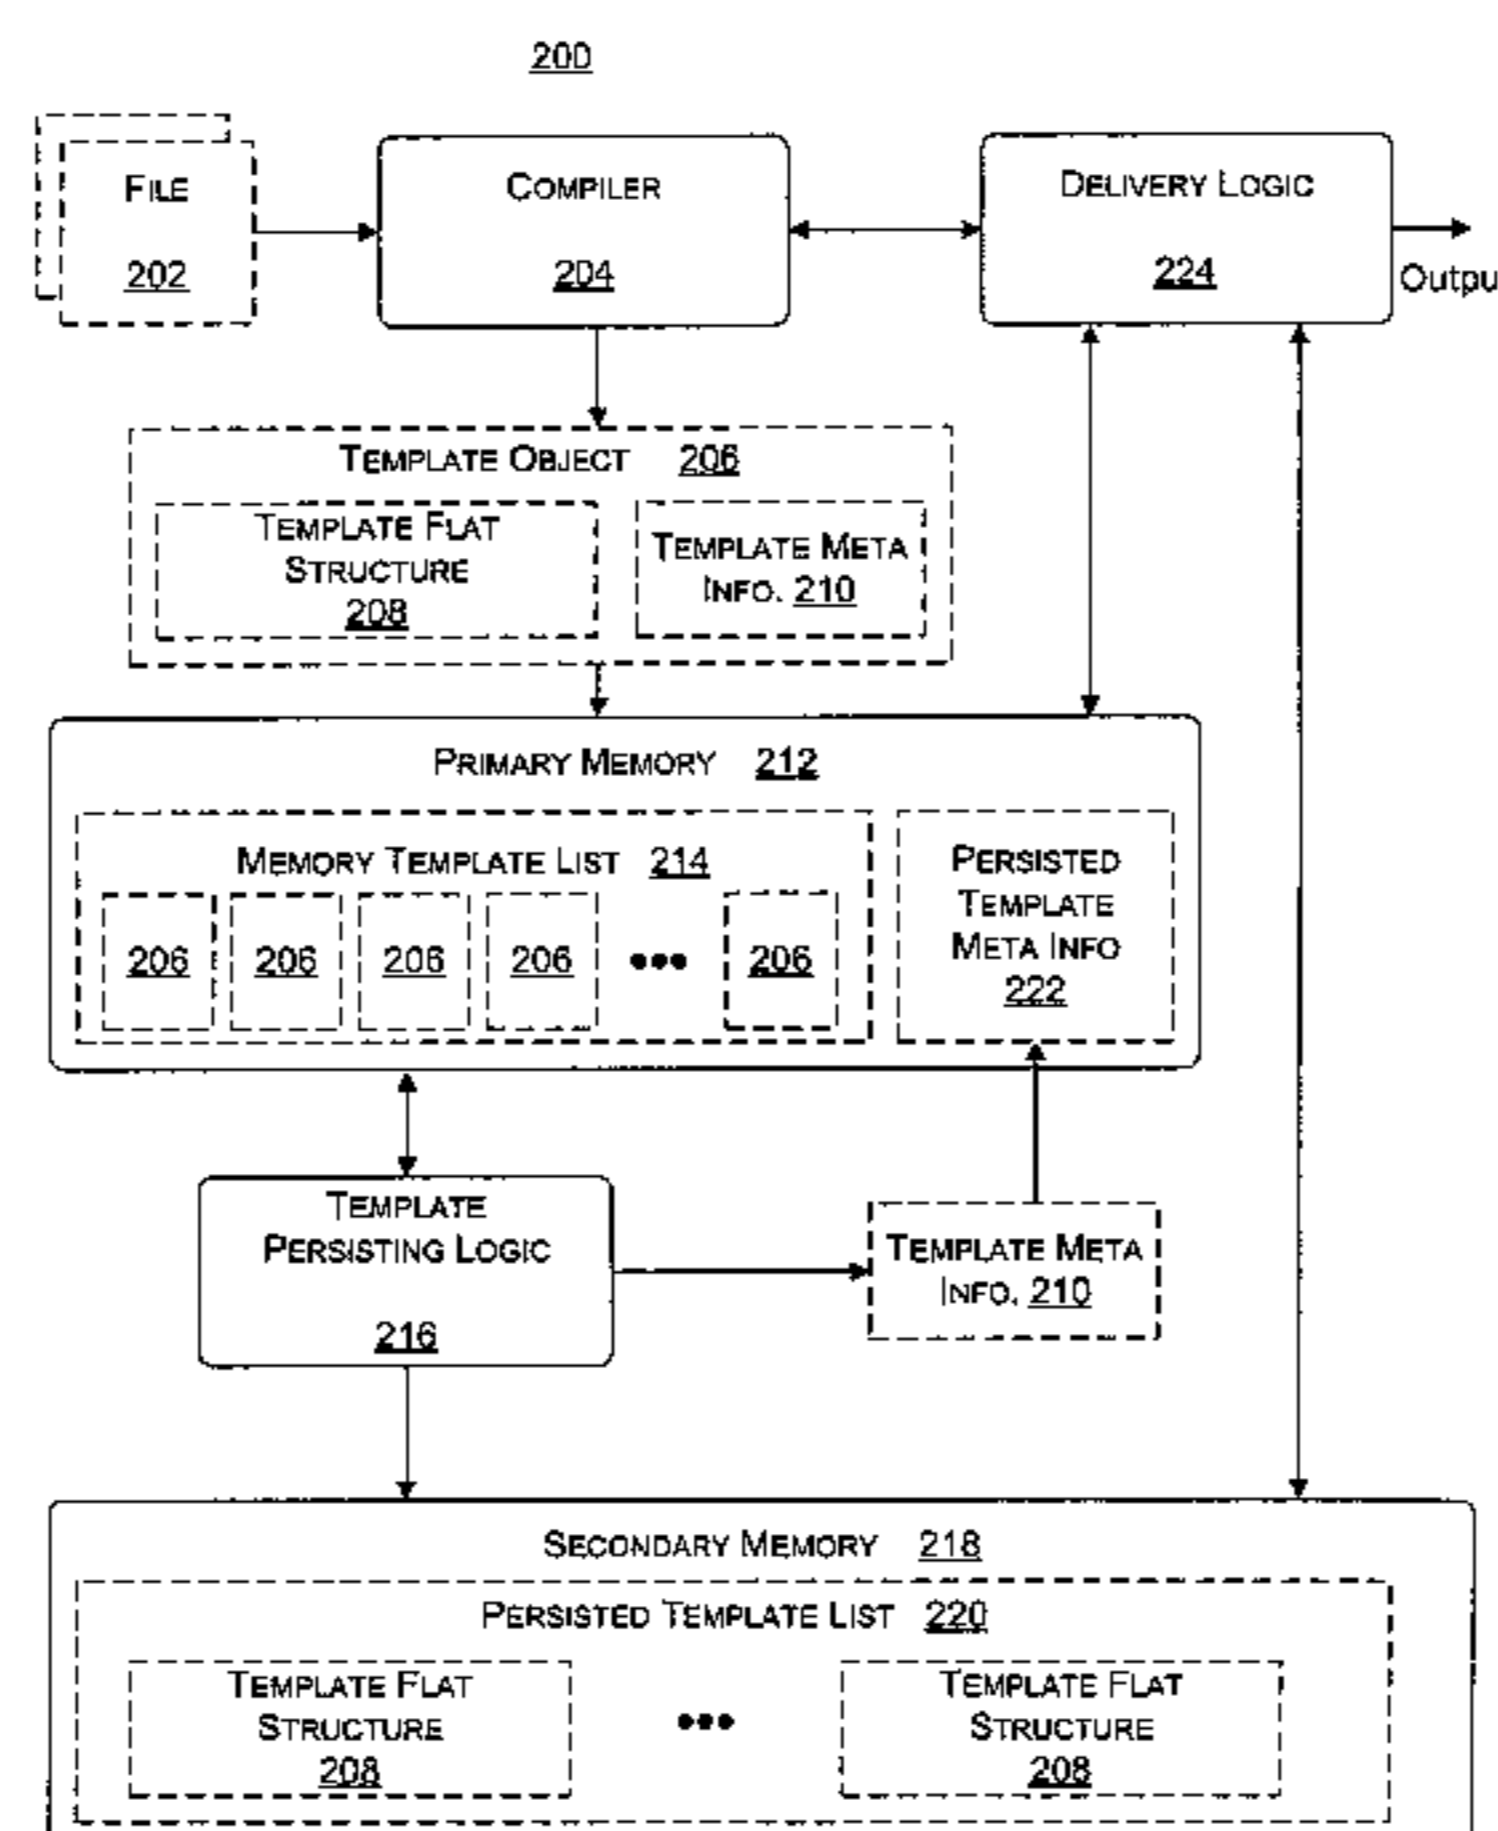 200
FILE
202
COMPILER
204
DELIVERY LOGIC
224
Outpu
TEMPLATE OBJECT 206
TEMPLATE FLAT
STRUCTURE
208
TEMPLATE META
INFO. 210
PRIMARY MEMORY 212
MEMORY TEMPLATE LIST 214
206 206 206 206 ••• 206
PERSISTED
TEMPLATE
META INFO
222
TEMPLATE
PERSISTING LOGIC
216
TEMPLATE META
INFO. 210
SECONDARY MEMORY 218
PERSISTED TEMPLATE LIST 220
TEMPLATE FLAT
STRUCTURE
208
•••
TEMPLATE FLAT
STRUCTURE
208